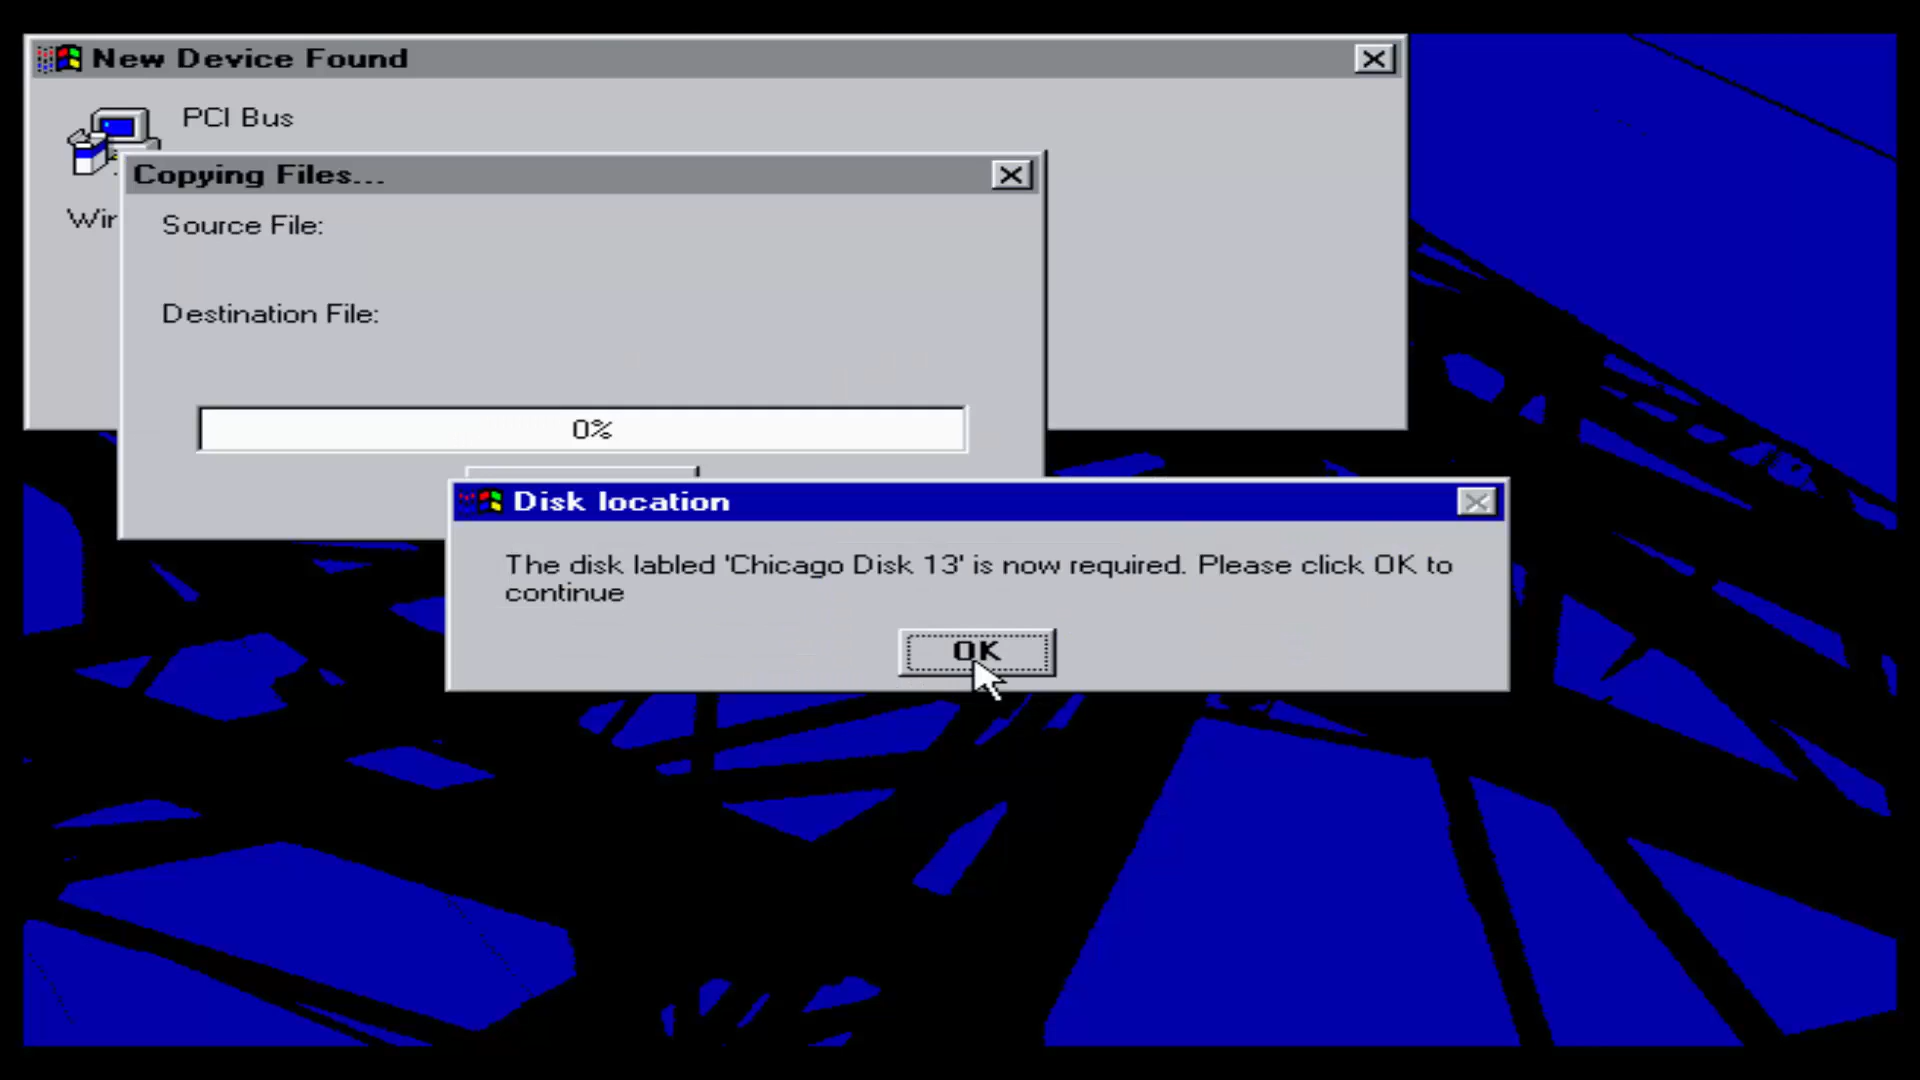 New Device Found
PCI Bus
Copying Files...
Source File:
Destination File:
0%
Disk location
The disk labled 'Chicago Disk 13' is now required. Please click OK to
continue
OK